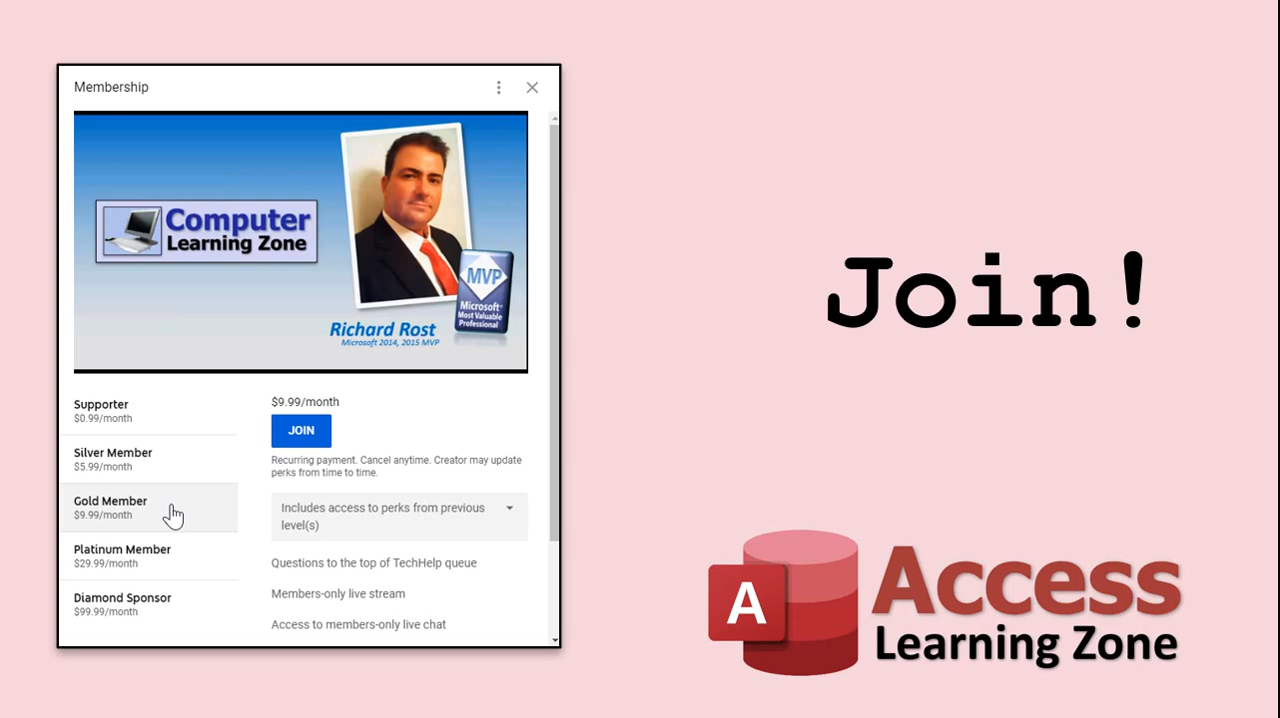 Membership
Computer
Learning Zone
MVP
Microsoft®
Most Valuable
Professional
Richard Rost
Microsoft 2014, 2015 MVP
Supporter
$0.99/month
Silver Member
$5.99/month
Gold Member
$9.99/month
Platinum Member
$29.99/month
Diamond Sponsor
$99.99/month
$9.99/month
JOIN
Recurring payment. Cancel anytime. Creator may update
perks from time to time.
Includes access to perks from previous
level(s)
Questions to the top of TechHelp queue
Members-only live stream
Access to members-only live chat
Join!
A
Access
Learning Zone